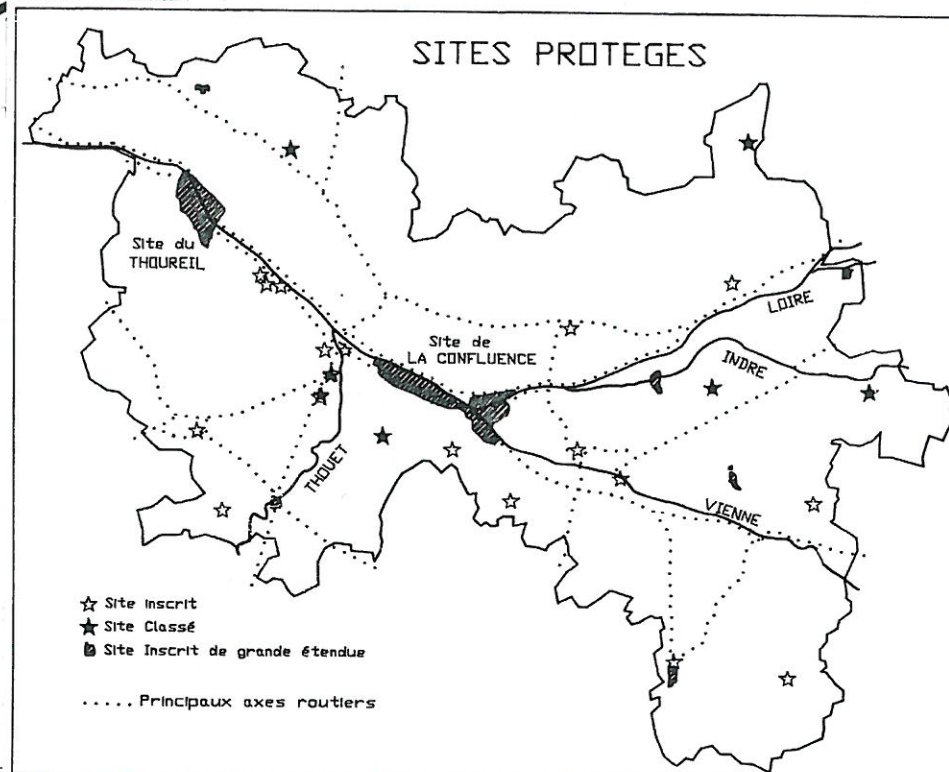 SITES PROTEGES
Site du
THOUREIL
LOIRE
Site de
LA CONFLUENCE
INDRE
THOUET
VIENNE
Site Inscrit
Site Classé
Site Inscrit de grande étendue
..... Principaux axes routiers